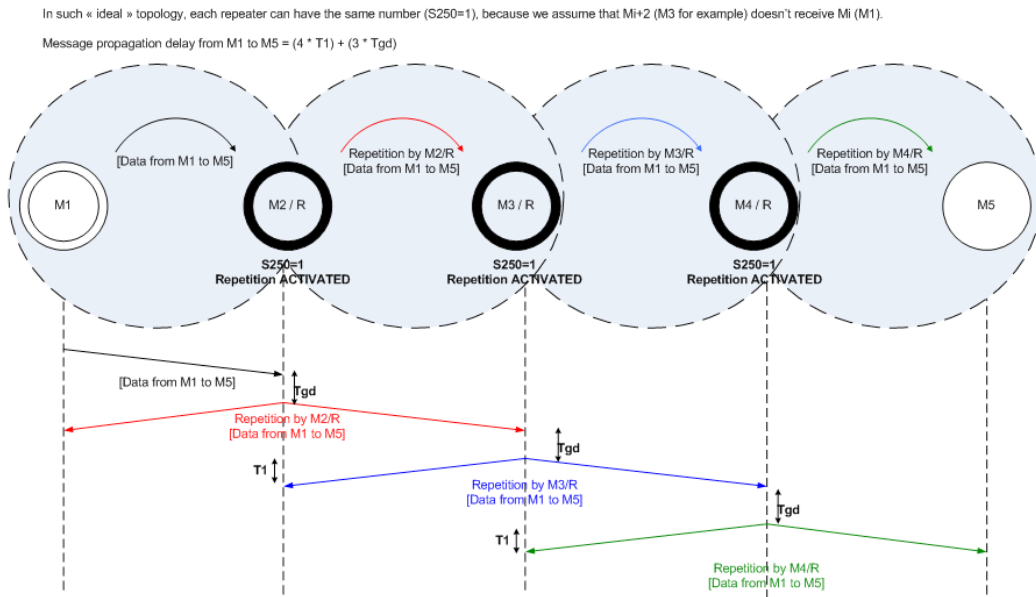 In such « ideal » topology, each repeater can have the same number (S250=1), because we assume that Mi+2 (M3 for example) doesn't receive Mi (M1).
Message propagation delay from M1 to M5 = (4 * T1) + (3 * Tgd)
[Data from M1 to M5]
Repetition by M2/R
[Data from M1 to M5]
Repetition by M3/R
[Data from M1 to M5]
Repetition by M4/R
[Data from M1 to M5]
M1
M2 / R
M3 / R
M4 / R
M5
S250=1
Repetition ACTIVATED
S250=1
Repetition ACTIVATED
S250=1
Repetition ACTIVATED
[Data from M1 to M5]
Tgd
Repetition by M2/R
[Data from M1 to M5]
Tgd
T1
Repetition by M3/R
[Data from M1 to M5]
Tgd
T1
Repetition by M4/R
[Data from M1 to M5]